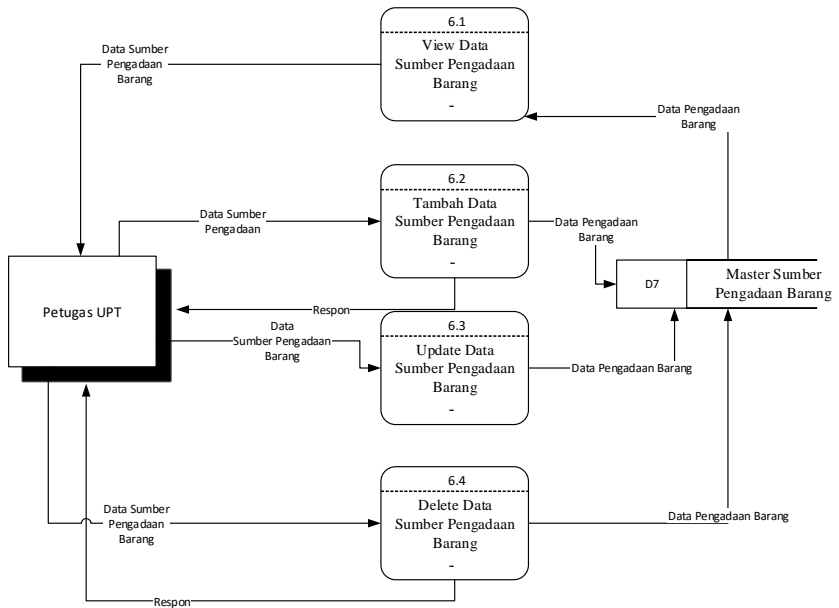 6.1
View Data
Sumber Pengadaan
Barang
-
Data Sumber
Pengadaan
Barang
Data Pengadaan
Barang
6.2
Tambah Data
Sumber Pengadaan
Barang
-
Data Sumber
Pengadaan
Data Pengadaan
Barang
Petugas UPT
D7
Master Sumber
Pengadaan Barang
Respon
Data
Sumber Pengadaan
Barang
6.3
Update Data
Sumber Pengadaan
Barang
-
Data Pengadaan Barang
6.4
Delete Data
Sumber Pengadaan
Barang
-
Data Sumber
Pengadaan
Barang
Data Pengadaan Barang
Respon